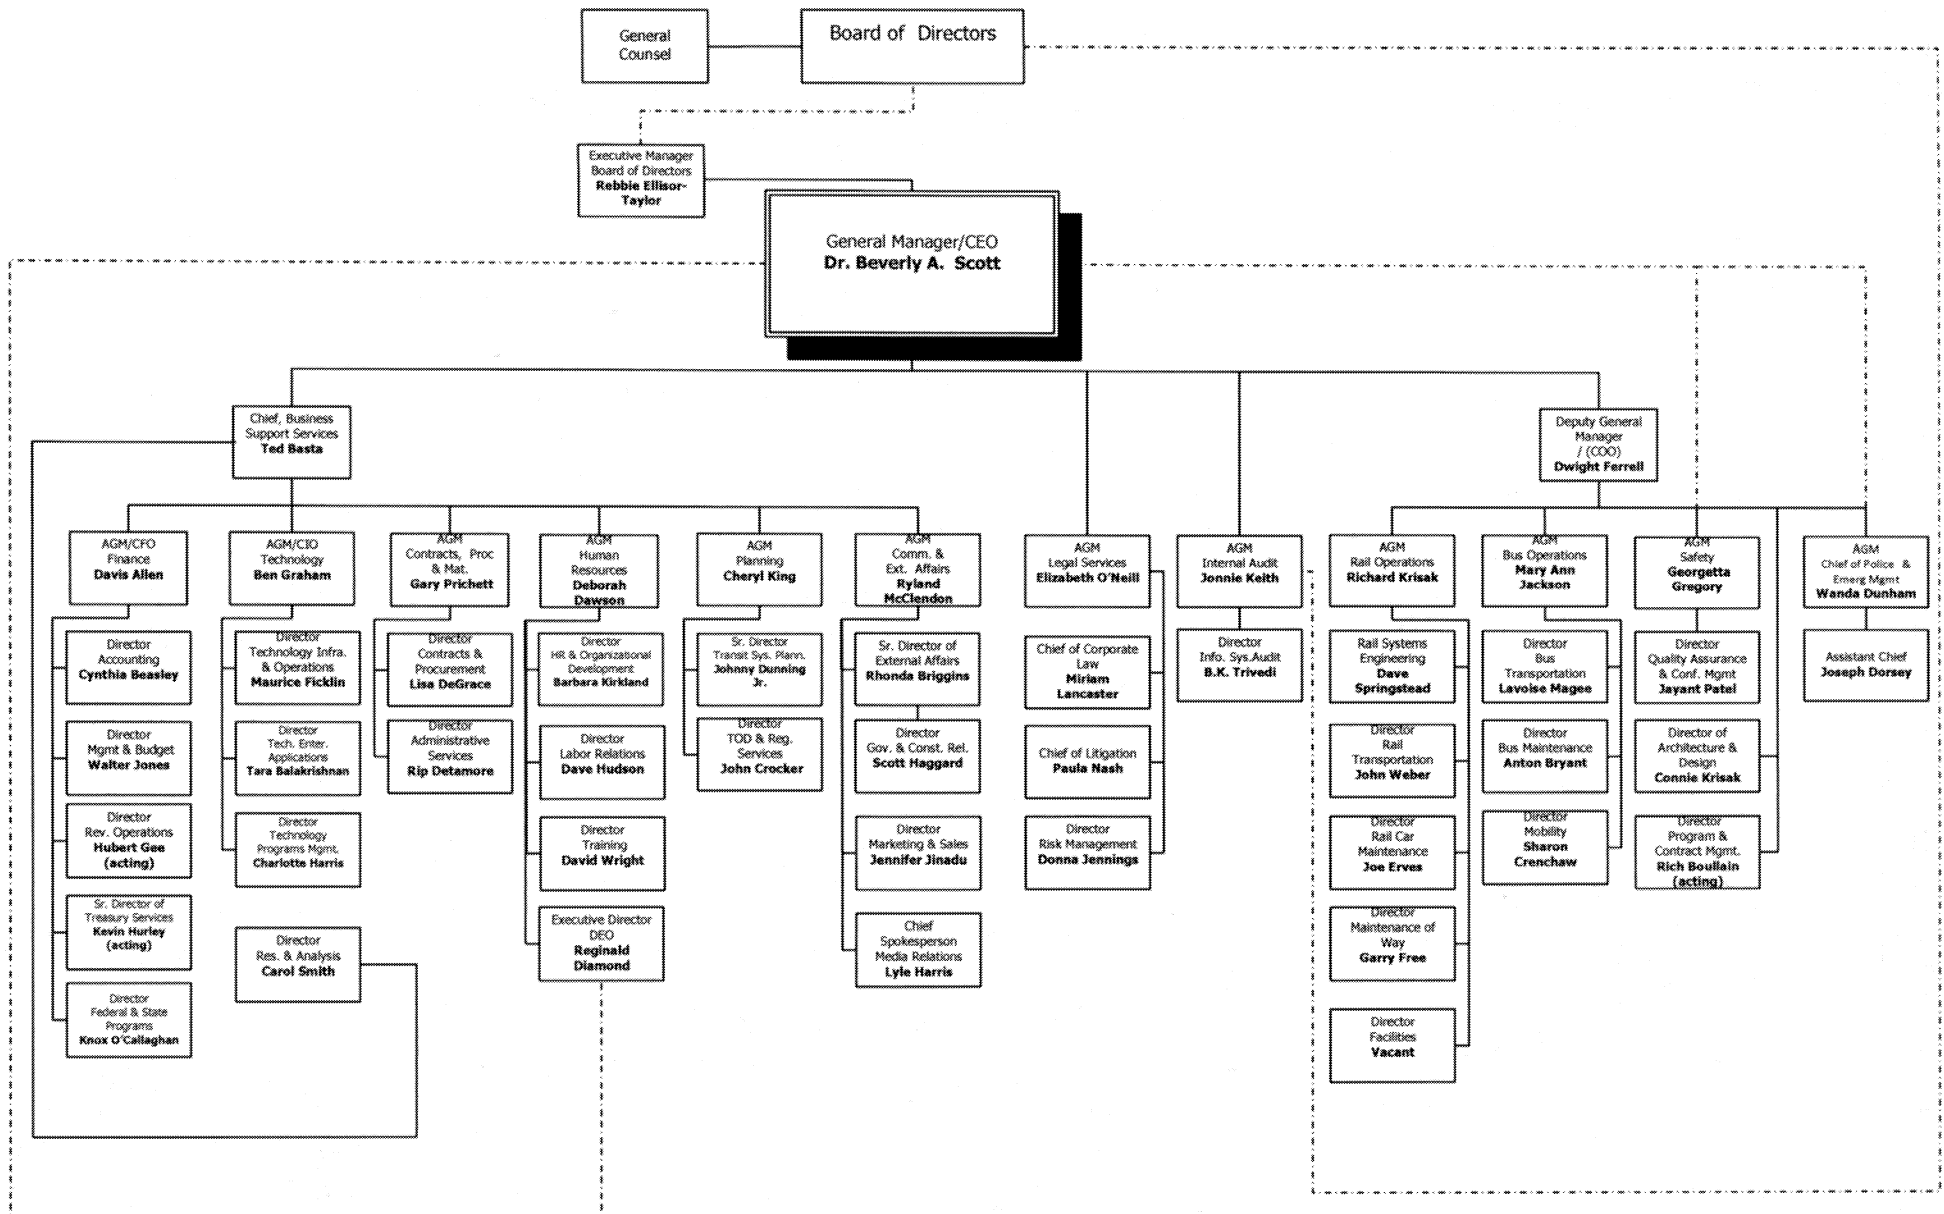 General
Counsel
Board of Directors
Executive Manager
Board of Directors
Rebbie Ellisor-
Taylor
General Manager/CEO
Dr. Beverly A. Scott
Chief, Business
Support Services
Ted Basta
Deputy General
Manager
/ (COO)
Dwight Ferrell
AGM/CFO
Finance
Davis Allen
AGM/CIO
Technology
Ben Graham
AGM
Contracts, Proc
& Mat.
Gary Prichett
AGM
Human
Resources
Deborah
Dawson
AGM
Planning
Cheryl King
AGM
Comm. &
Ext. Affairs
Ryland
McClendon
AGM
Legal Services
Elizabeth O'Neill
AGM
Internal Audit
Jonnie Keith
AGM
Rail Operations
Richard Krisak
AGM
Bus Operations
Mary Ann
Jackson
AGM
Safety
Georgetta
Gregory
AGM
Chief of Police &
Emerg Mgmt
Wanda Dunham
Director
Accounting
Cynthia Beasley
Director
Mgmt & Budget
Walter Jones
Director
Rev. Operations
Hubert Gee
(acting)
Sr. Director of
Treasury Services
Kevin Hurley
(acting)
Director
Federal & State
Programs
Knox O'Callaghan
Director
Technology Infra.
& Operations
Maurice Ficklin
Director
Tech. Enter.
Applications
Tara Balakrishnan
Director
Technology
Programs Mgmt.
Charlotte Harris
Director
Res. & Analysis
Carol Smith
Director
Contracts &
Procurement
Lisa DeGrace
Director
Administrative
Services
Rip Detamore
Director
HR & Organizational
Development
Barbara Kirkland
Director
Labor Relations
Dave Hudson
Director
Training
David Wright
Executive Director
DEO
Reginald
Diamond
Sr. Director
Transit Sys. Plann.
Johnny Dunning
Jr.
Director
TOD & Reg.
Services
John Crocker
Sr. Director of
External Affairs
Rhonda Briggins
Director
Gov. & Const. Rel.
Scott Haggard
Director
Marketing & Sales
Jennifer Jinadu
Chief
Spokesperson
Media Relations
Lyle Harris
Chief of Corporate
Law
Miriam
Lancaster
Chief of Litigation
Paula Nash
Director
Risk Management
Donna Jennings
Director
Info. Sys.Audit
B.K. Trivedi
Rail Systems
Engineering
Dave
Springstead
Director
Rail
Transportation
John Weber
Director
Rail Car
Maintenance
Joe Erves
Director
Maintenance of
Way
Garry Free
Director
Facilities
Vacant
Director
Bus
Transportation
Lavoise Magee
Director
Bus Maintenance
Anton Bryant
Director
Mobility
Sharon
Crenchaw
Director
Quality Assurance
& Conf. Mgmt
Jayant Patel
Director of
Architecture &
Design
Connie Krisak
Director
Program &
Contract Mgmt.
Rich Boullain
(acting)
Assistant Chief
Joseph Dorsey